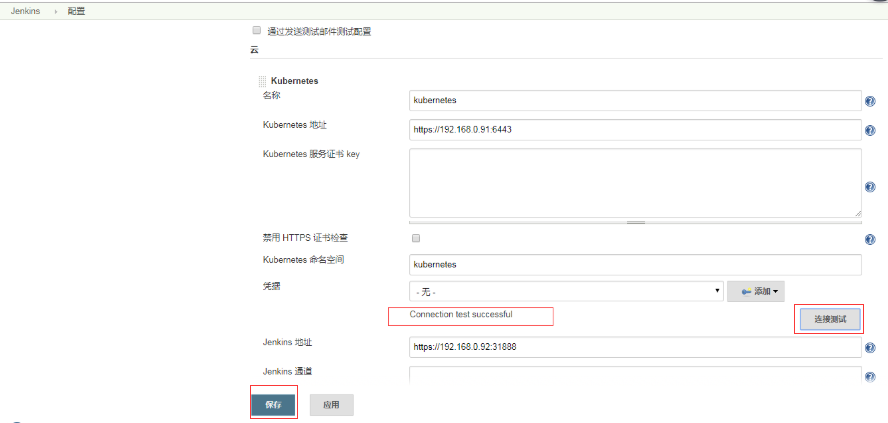 Jenkins › 配置
通过发送测试邮件测试配置
云
Kubernetes
名称
kubernetes
Kubernetes 地址
https://192.168.0.91:6443
Kubernetes 服务证书 key
禁用 HTTPS 证书检查
Kubernetes 命名空间
kubernetes
凭据
- 无 -
添加
Connection test successful
连接测试
Jenkins 地址
https://192.168.0.92:31888
Jenkins 通道
保存
应用